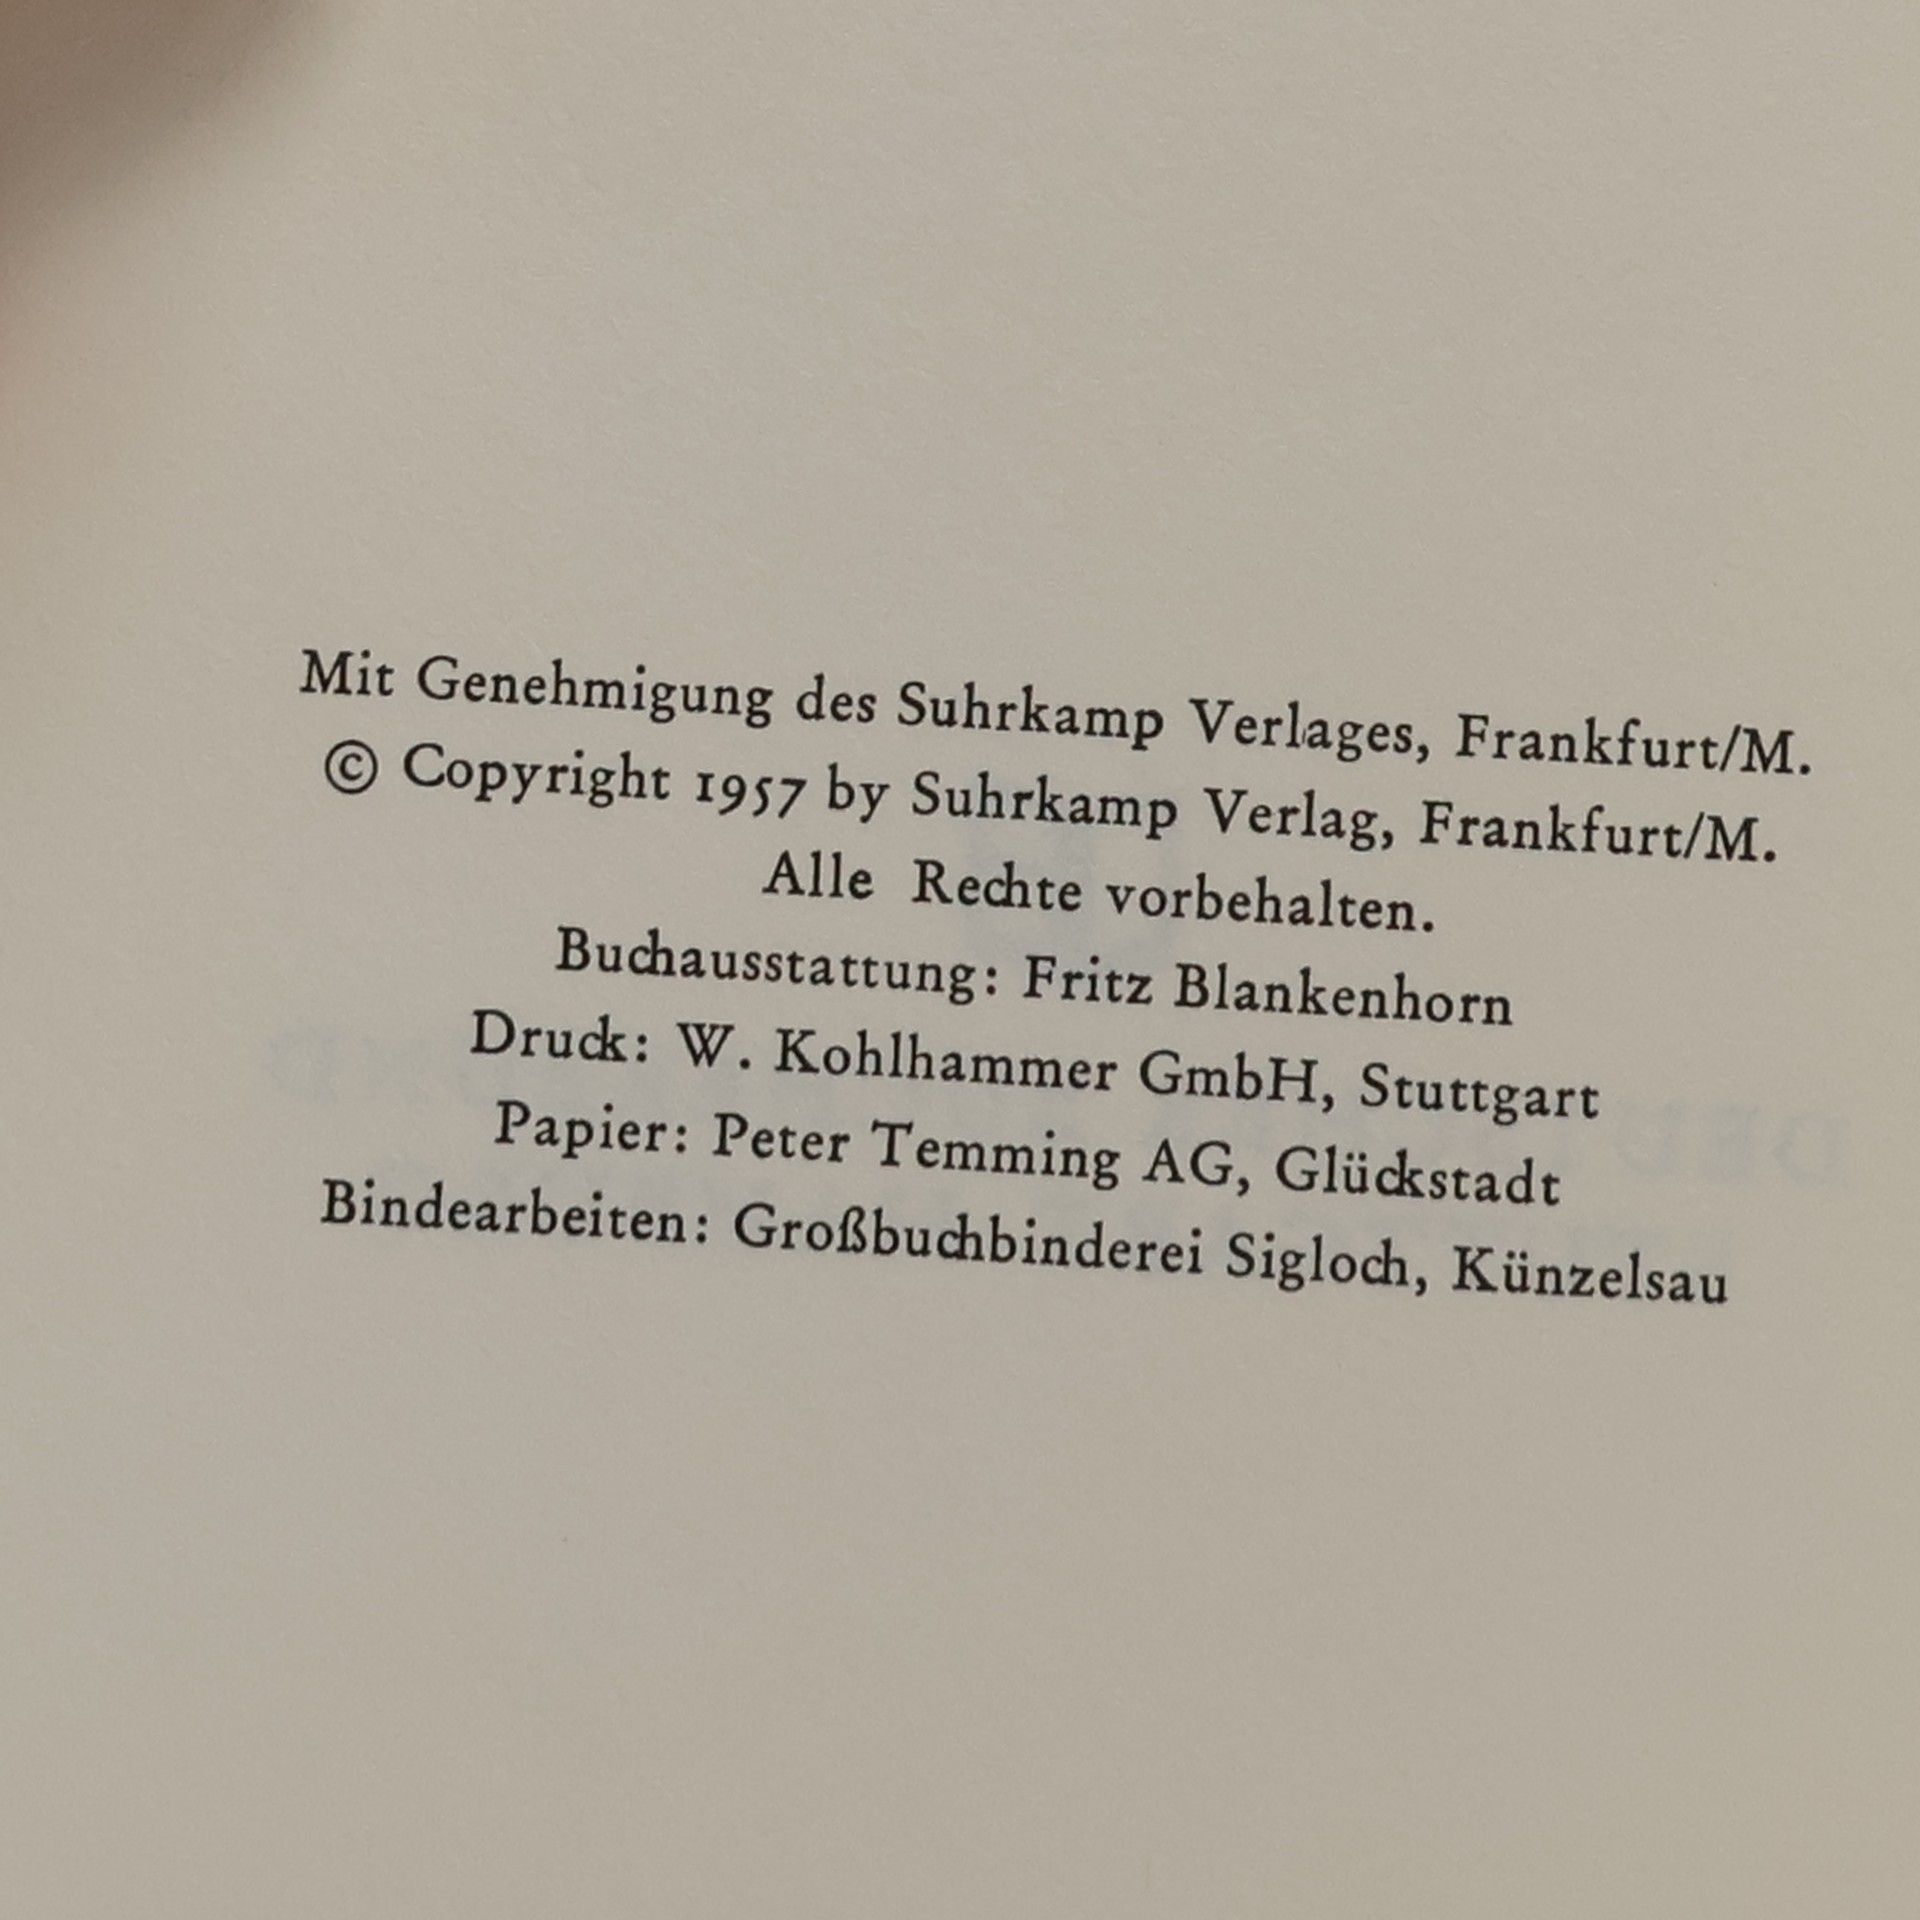 Mit Genehmigung des Suhrkamp Verlages, Frankfurt/M.
© Copyright 1957 by Suhrkamp Verlag, Frankfurt/M.
Alle Rechte vorbehalten.
Buchausstattung: Fritz Blankenhorn
Druck: W. Kohlhammer GmbH, Stuttgart
Papier: Peter Temming AG, Glückstadt
Bindearbeiten: Großbuchbinderei Sigloch, Künzelsau